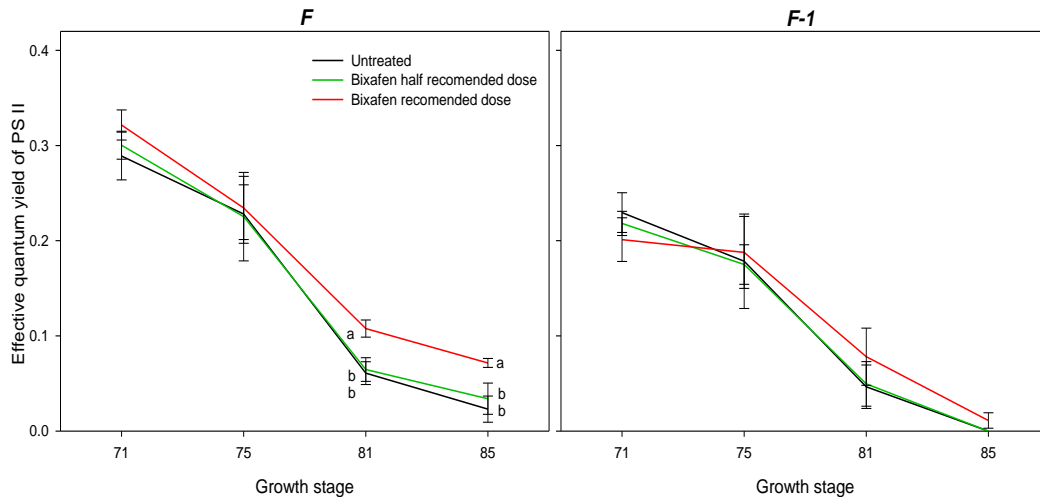 F
F-1
Effective quantum yield of PS II
0.4
0.3
0.2
0.1
0.0
Untreated
Bixafen half recomended dose
Bixafen recomended dose
a
b
b
a
b
b
71 75 81 85
71 75 81 85
Growth stage
Growth stage